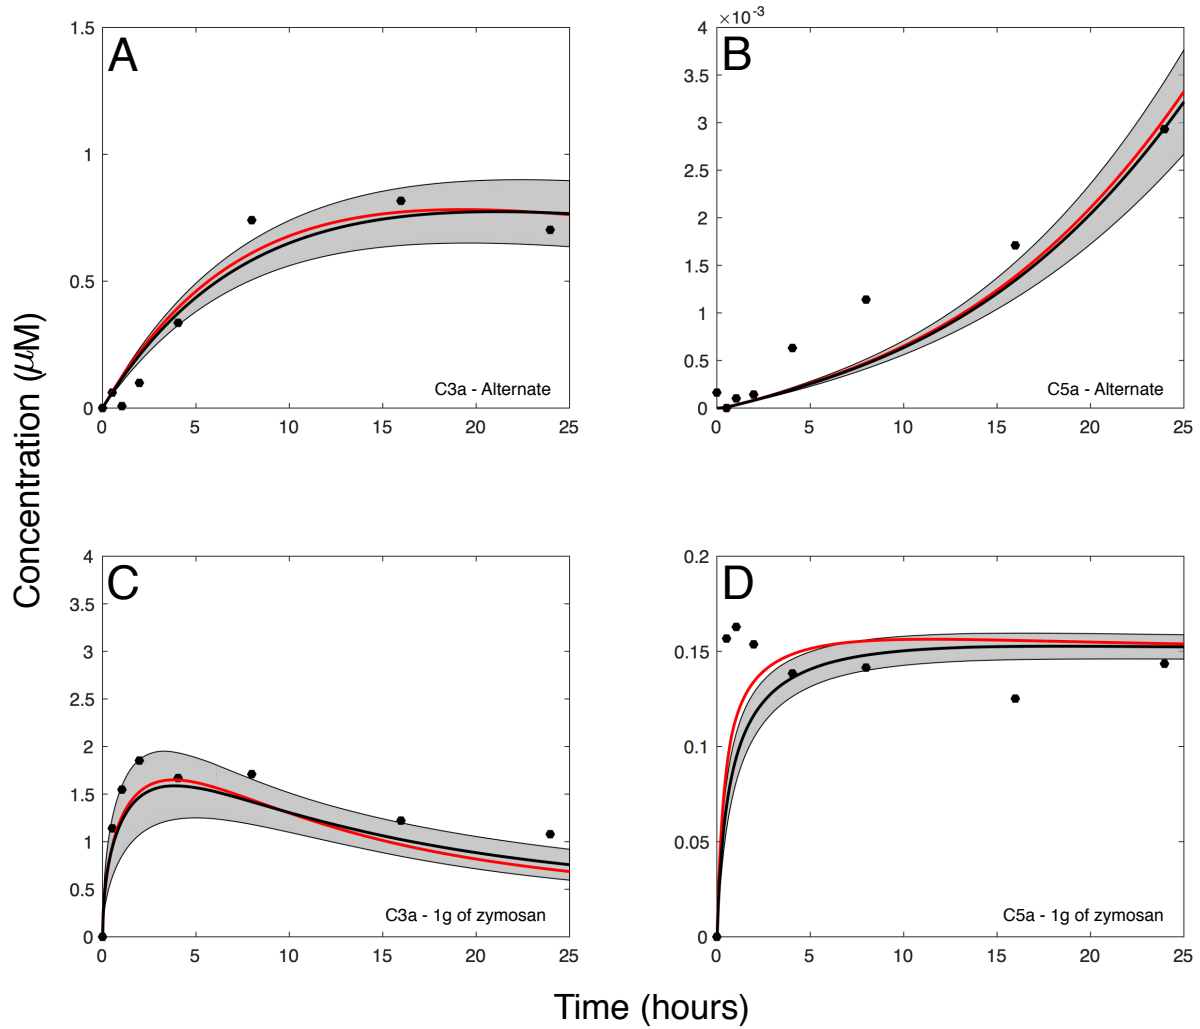 A
1.5
1
0.5
0
0 5 10 15 20 25
C3a - Alternate
B
×10⁻³
4
3.5
3
2.5
2
1.5
1
0.5
0
0 5 10 15 20 25
C5a - Alternate
Concentration (μM)
C
4
3.5
3
2.5
2
1.5
1
0.5
0
0 5 10 15 20 25
C3a - 1g of zymosan
D
0.2
0.15
0.1
0.05
0
0 5 10 15 20 25
C5a - 1g of zymosan
Time (hours)